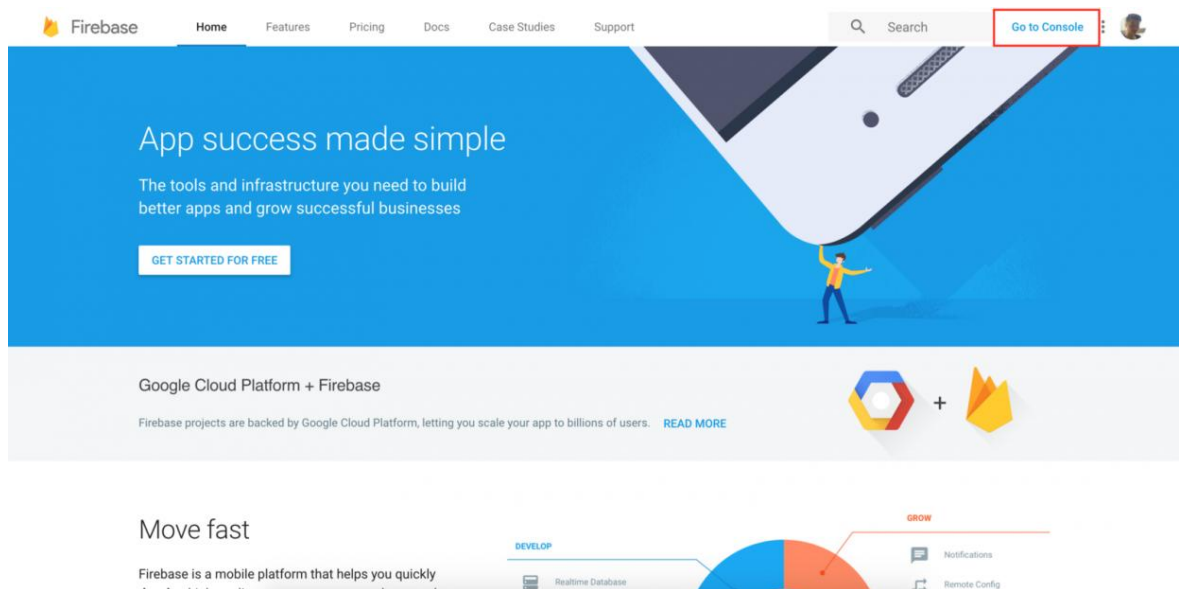 Firebase
Home
Features
Pricing
Docs
Case Studies
Support
Search
Go to Console
App success made simple
The tools and infrastructure you need to build
better apps and grow successful businesses
GET STARTED FOR FREE
Google Cloud Platform + Firebase
Firebase projects are backed by Google Cloud Platform, letting you scale your app to billions of users. READ MORE
+
Move fast
Firebase is a mobile platform that helps you quickly
DEVELOP
Realtime Database
GROW
Notifications
Remote Config